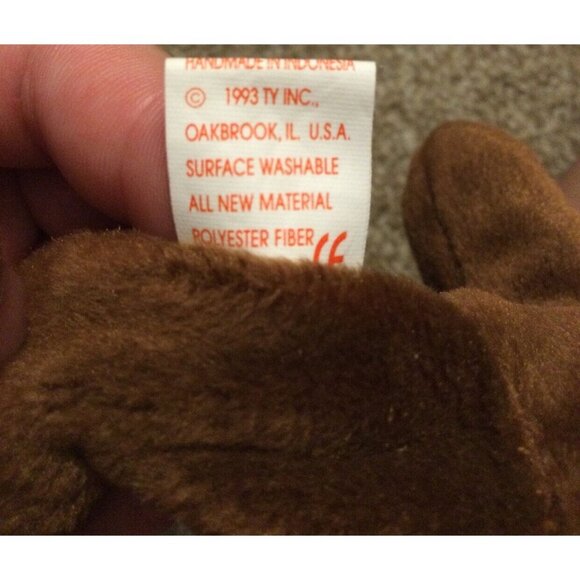 HANDMADE IN INDONESIA
© 1993 TY INC.,
OAKBROOK, IL. U.S.A.
SURFACE WASHABLE
ALL NEW MATERIAL
POLYESTER FIBER
CE